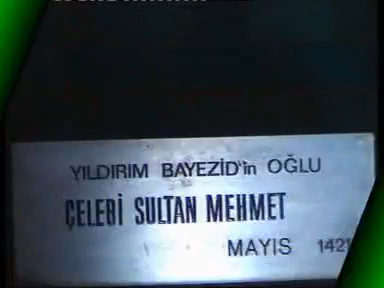 YILDIRIM BAYEZİD'in OĞLU
ÇELEBİ SULTAN MEHMET
MAYIS 1421